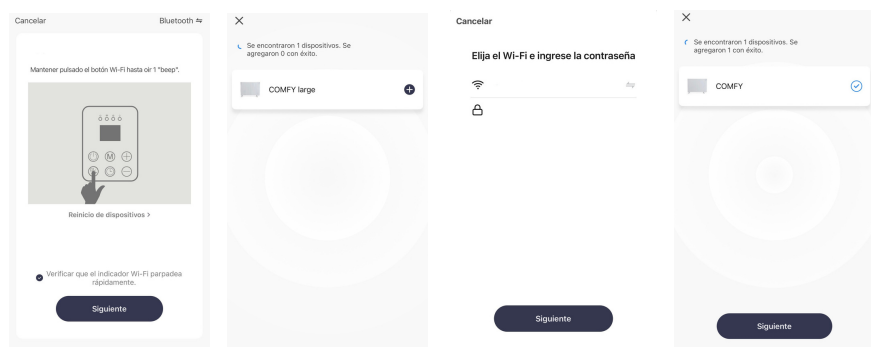 Cancelar
Bluetooth ⇋
Mantener pulsado el botón Wi-Fi hasta oir 1 "beep".
M
Reinicio de dispositivos >
Verificar que el indicador Wi-Fi parpadea
rápidamente.
Siguiente
Se encontraron 1 dispositivos. Se
agregaron 0 con éxito.
COMFY large
Cancelar
Elija el Wi-Fi e ingrese la contraseña
Siguiente
Se encontraron 1 dispositivos. Se
agregaron 1 con éxito.
COMFY
Siguiente